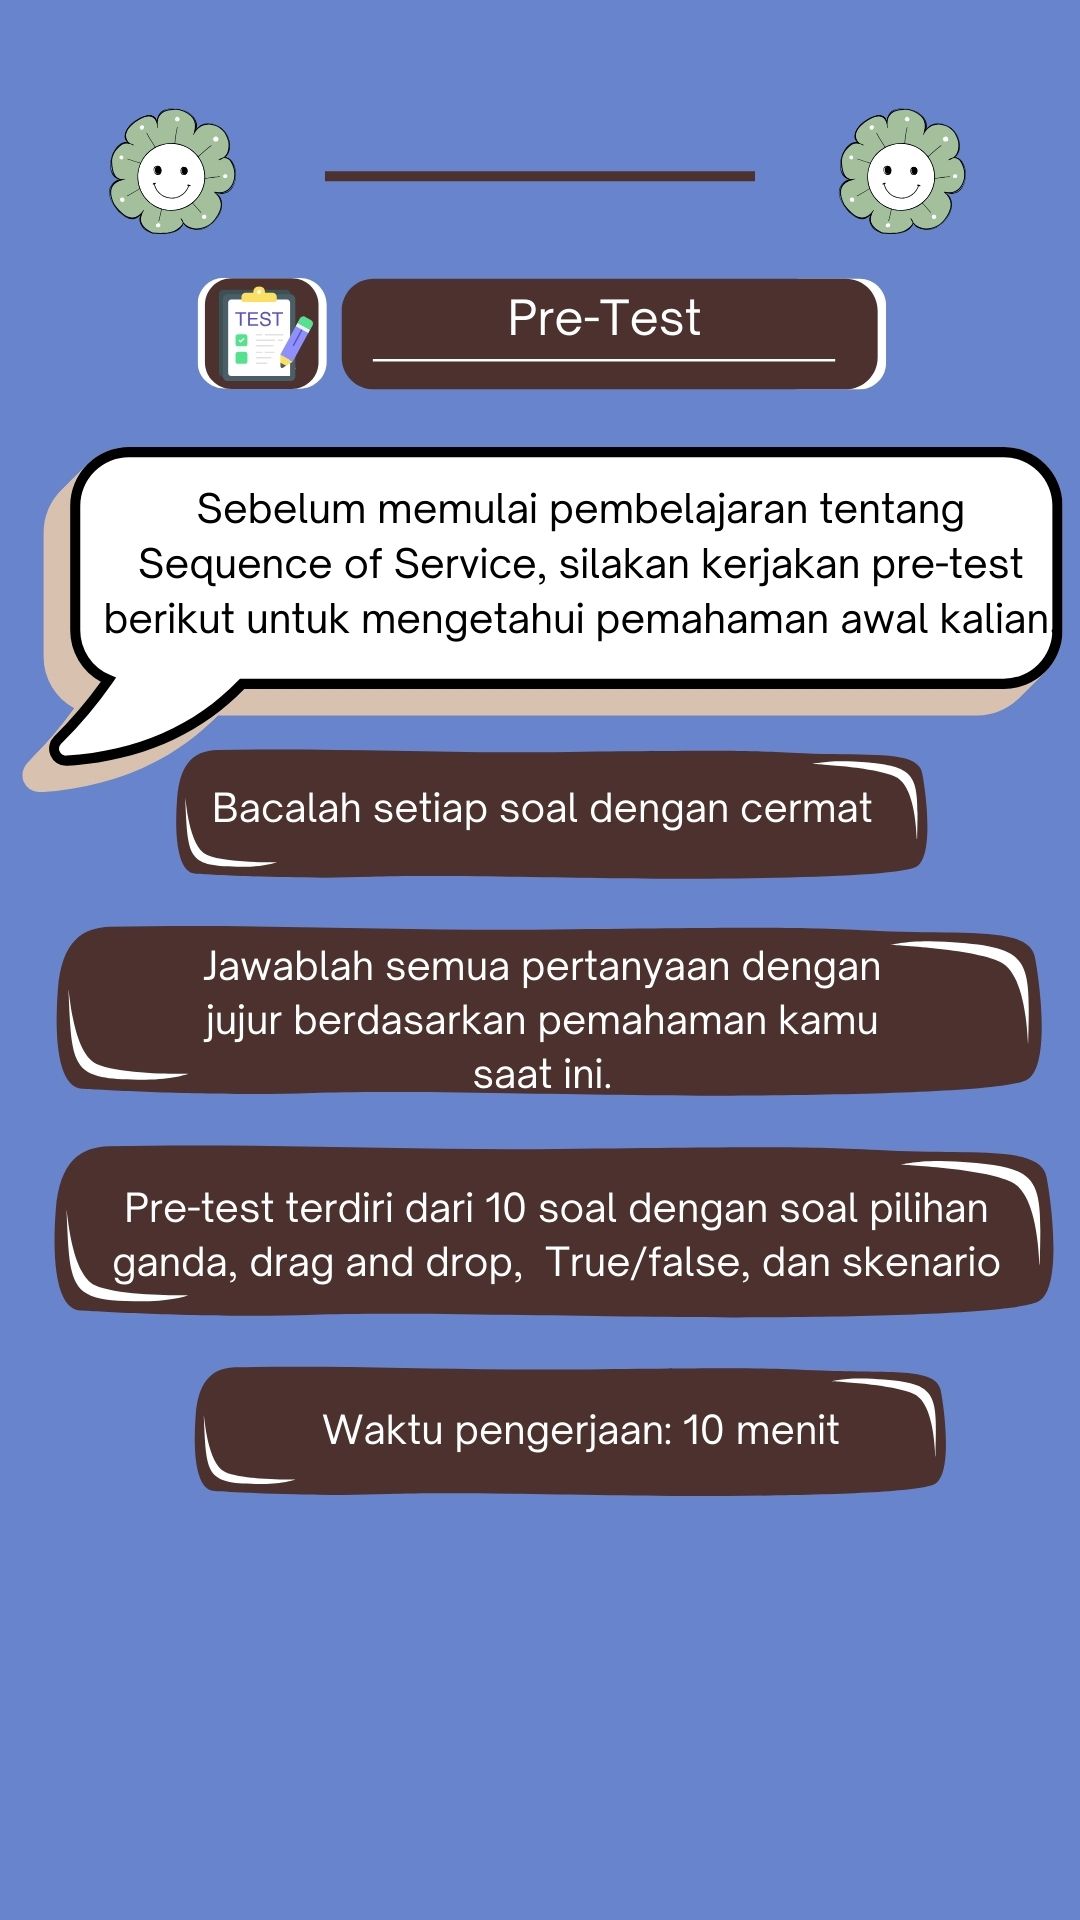 TEST
Pre-Test
Sebelum memulai pembelajaran tentang
Sequence of Service, silakan kerjakan pre-test
berikut untuk mengetahui pemahaman awal kalian.
Bacalah setiap soal dengan cermat
Jawablah semua pertanyaan dengan
jujur berdasarkan pemahaman kamu
saat ini.
Pre-test terdiri dari 10 soal dengan soal pilihan
ganda, drag and drop,  True/false, dan skenario
Waktu pengerjaan: 10 menit